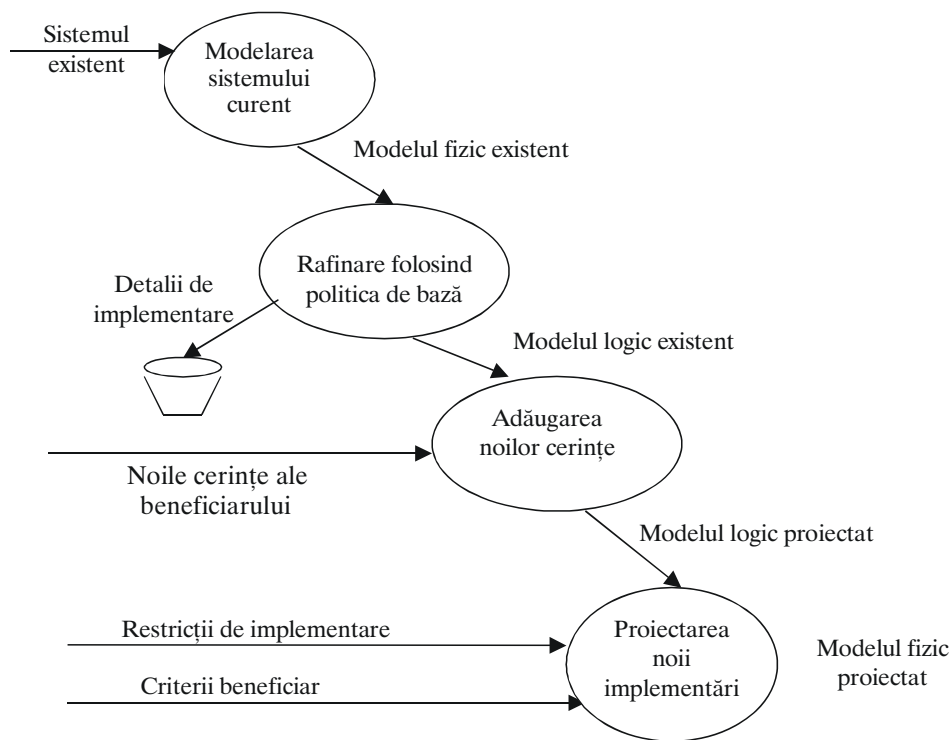 Sistemul
existent
Modelarea
sistemului
curent
Modelul fizic existent
Rafinare folosind
politica de bază
Detalii de
implementare
Modelul logic existent
Adăugarea
noilor cerințe
Noile cerințe ale
beneficiarului
Modelul logic proiectat
Restricții de implementare
Proiectarea
noii
implementări
Modelul fizic
proiectat
Criterii beneficiar